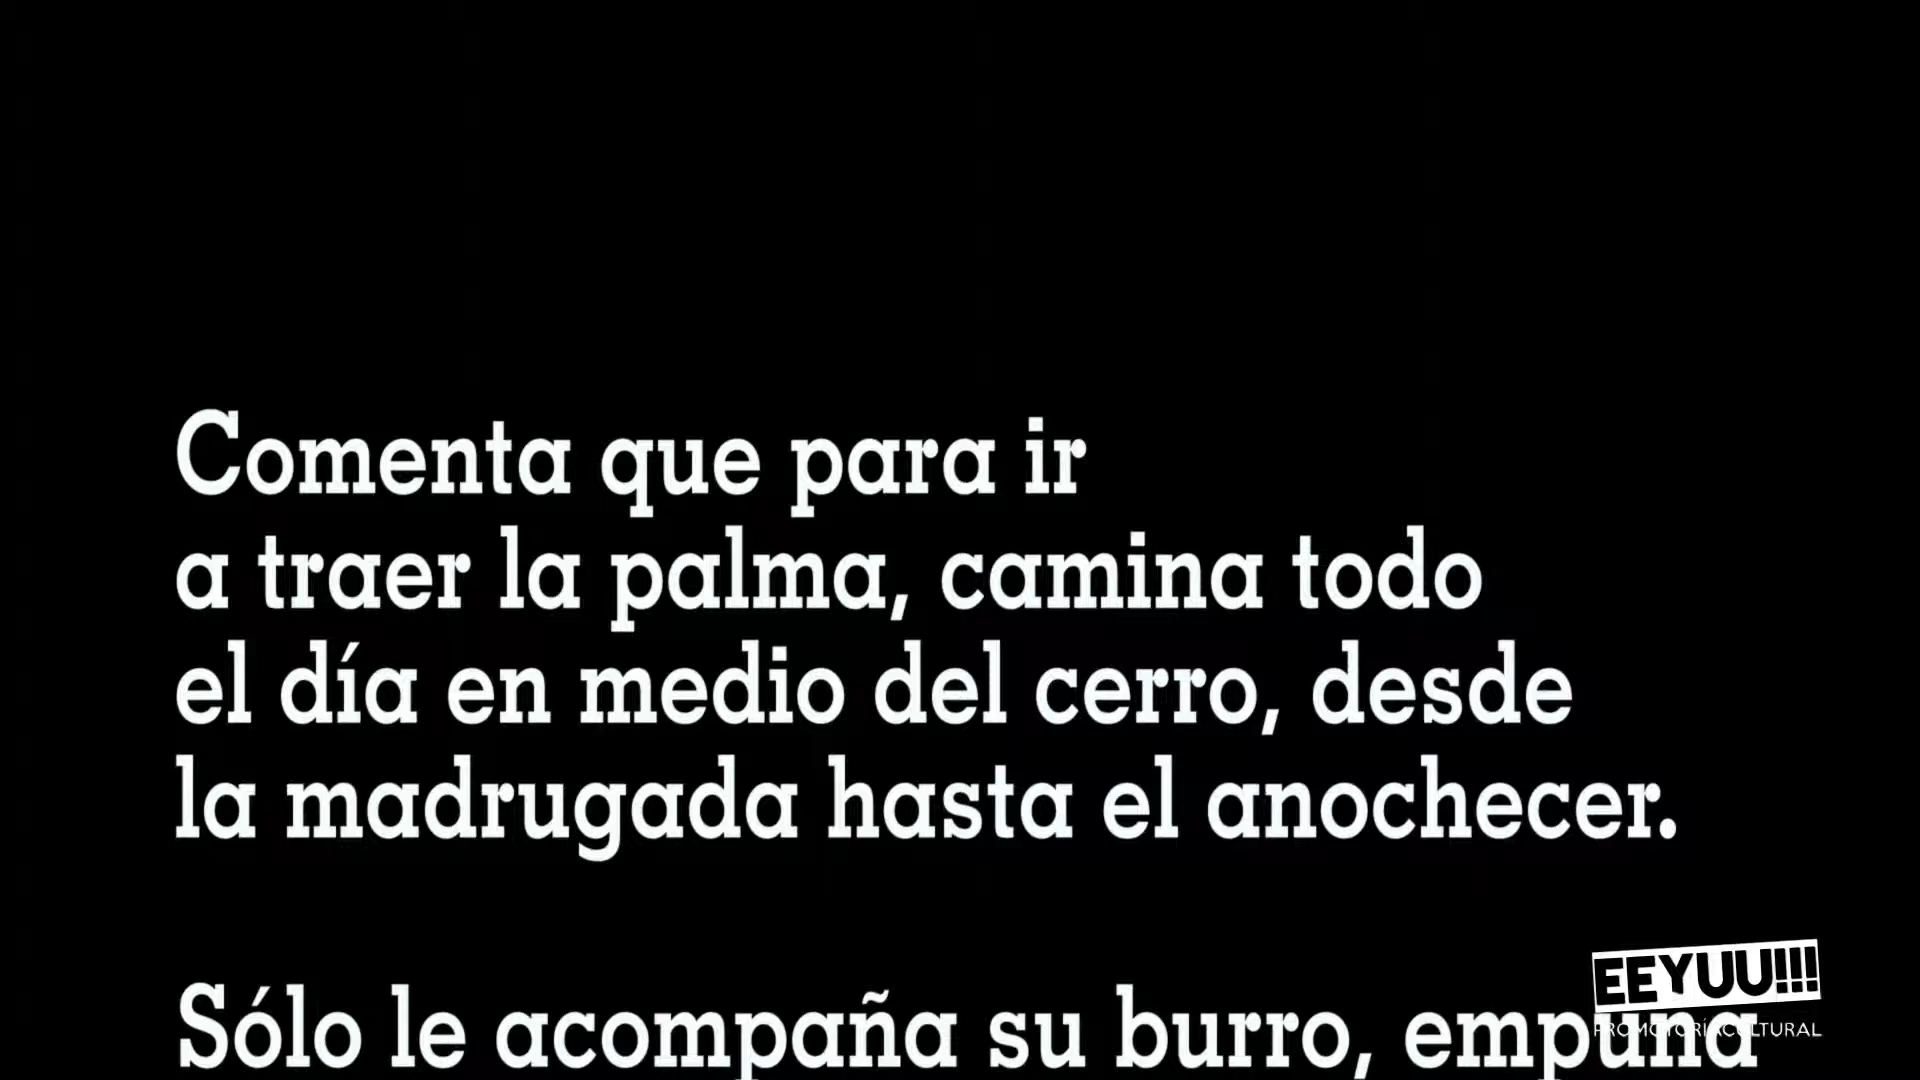 Comenta que para ir
a traer la palma, camina todo
el día en medio del cerro, desde
la madrugada hasta el anochecer.
Sólo le acompaña su burro, empuña
EEYUU!!!
PROMOTORÍACULTURAL